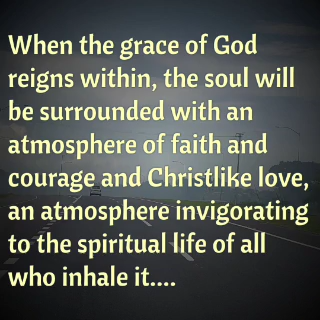 When the grace of God
reigns within, the soul will
be surrounded with an
atmosphere of faith and
courage and Christlike love,
an atmosphere invigorating
to the spiritual life of all
who inhale it....